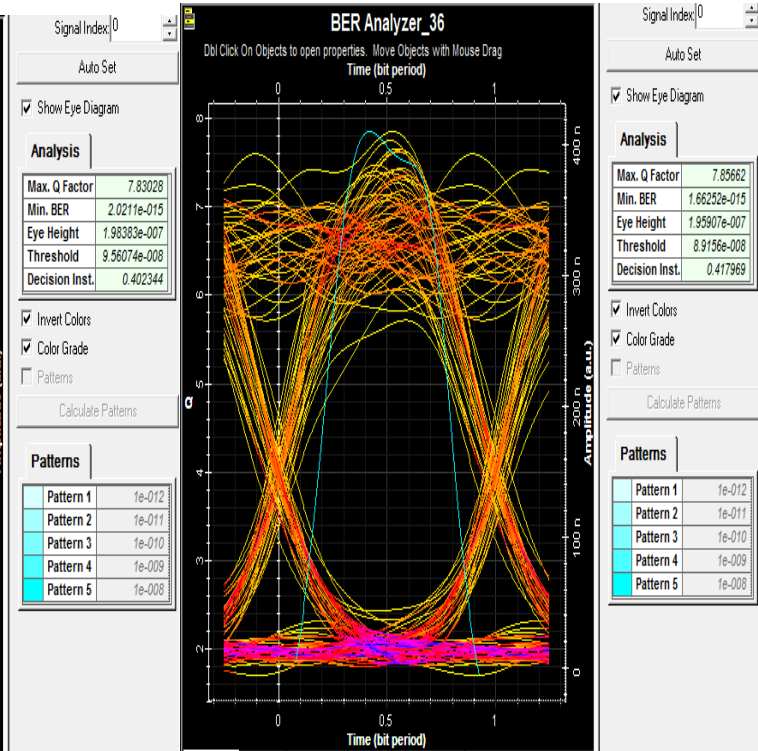 Signal Index: 0
Auto Set
Show Eye Diagram
Analysis
Max. Q Factor 7.83028
Min. BER 2.0211e-015
Eye Height 1.98383e-007
Threshold 9.56074e-008
Decision Inst. 0.402344
Invert Colors
Color Grade
Patterns
Calculate Patterns
Patterns
Pattern 1 1e-012
Pattern 2 1e-011
Pattern 3 1e-010
Pattern 4 1e-009
Pattern 5 1e-008
BER Analyzer_36
Dbl Click On Objects to open properties. Move Objects with Mouse Drag
Time (bit period)
0 0.5 1
8
7
6
5
4
3
2
Q
400 n
300 n
200 n
100 n
0
Amplitude (a.u.)
0 0.5 1
Time (bit period)
Signal Index: 0
Auto Set
Show Eye Diagram
Analysis
Max. Q Factor 7.85662
Min. BER 1.66252e-015
Eye Height 1.95907e-007
Threshold 8.9156e-008
Decision Inst. 0.417969
Invert Colors
Color Grade
Patterns
Calculate Patterns
Patterns
Pattern 1 1e-012
Pattern 2 1e-011
Pattern 3 1e-010
Pattern 4 1e-009
Pattern 5 1e-008